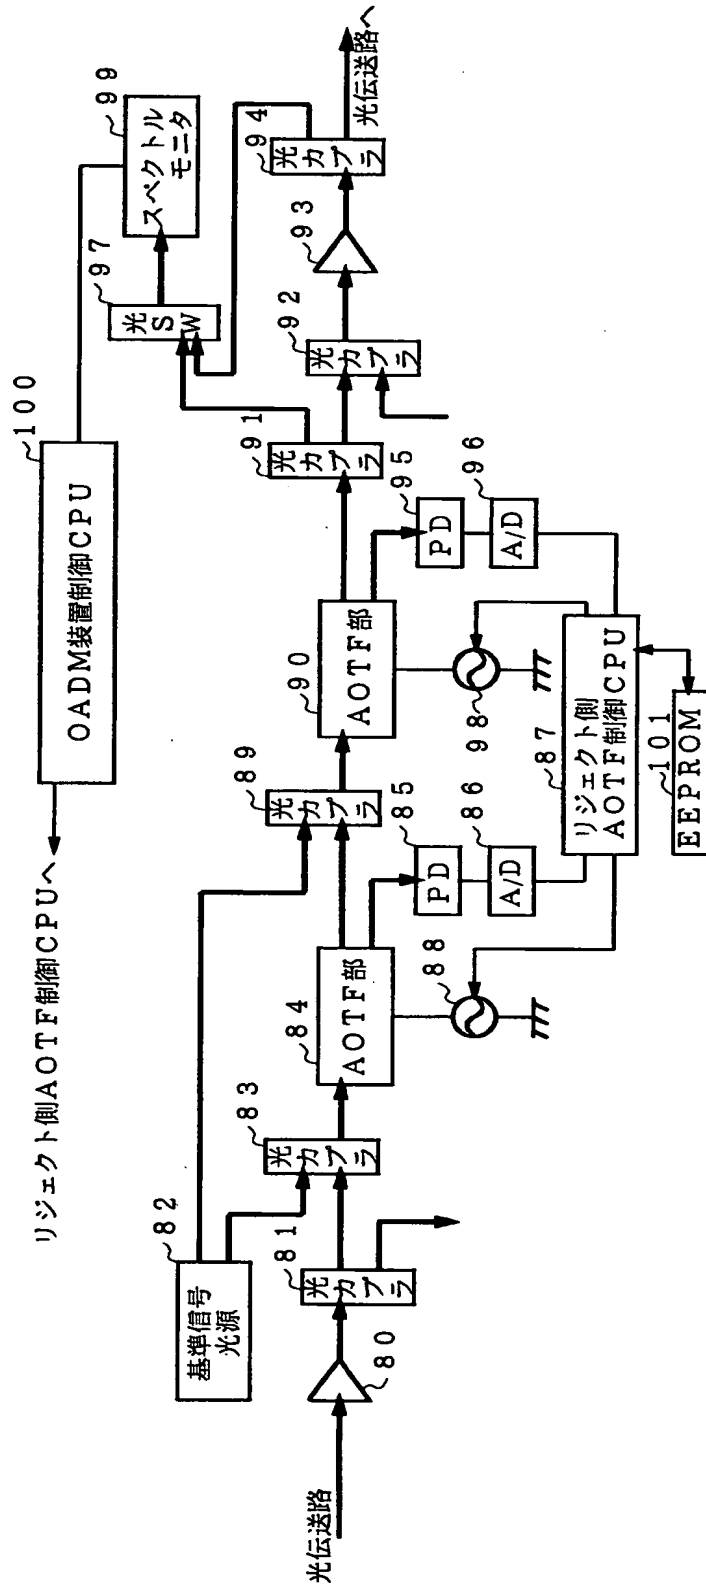 リジェクト側AOTF制御CPUへ
OADM装置制御CPU
100
スペクトル
モニタ
99
光SW
97
基準信号
光源
82
光伝送路
80
光カプラ
81
光カプラ
83
AOTF部
84
PD
85
A/D
86
88
光カプラ
89
AOTF部
90
PD
95
A/D
96
98
リジェクト側
AOTF制御CPU
87
EEPROM
101
光カプラ
91
光カプラ
92
93
光カプラ
94
光伝送路へ